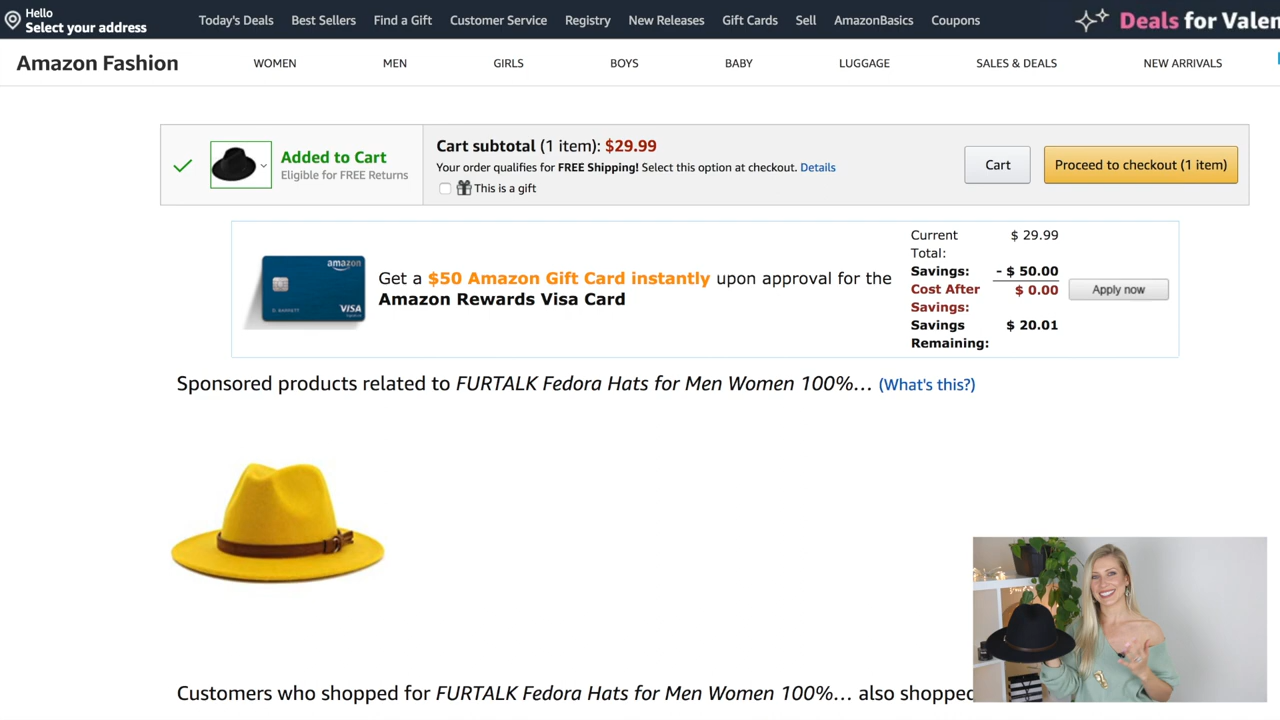 Hello
Select your address
Today's Deals Best Sellers Find a Gift Customer Service Registry New Releases Gift Cards Sell AmazonBasics Coupons
Deals for Valen
Amazon Fashion WOMEN MEN GIRLS BOYS BABY LUGGAGE SALES & DEALS NEW ARRIVALS
Added to Cart
Eligible for FREE Returns
Cart subtotal (1 item): $29.99
Your order qualifies for FREE Shipping! Select this option at checkout. Details
This is a gift
Cart
Proceed to checkout (1 item)
amazon
VISA
Get a $50 Amazon Gift Card instantly upon approval for the
Amazon Rewards Visa Card
Current $ 29.99
Total:
Savings: - $ 50.00
Cost After $ 0.00
Savings:
Savings $ 20.01
Remaining:
Apply now
Sponsored products related to FURTALK Fedora Hats for Men Women 100%... (What's this?)
Customers who shopped for FURTALK Fedora Hats for Men Women 100%... also shopped